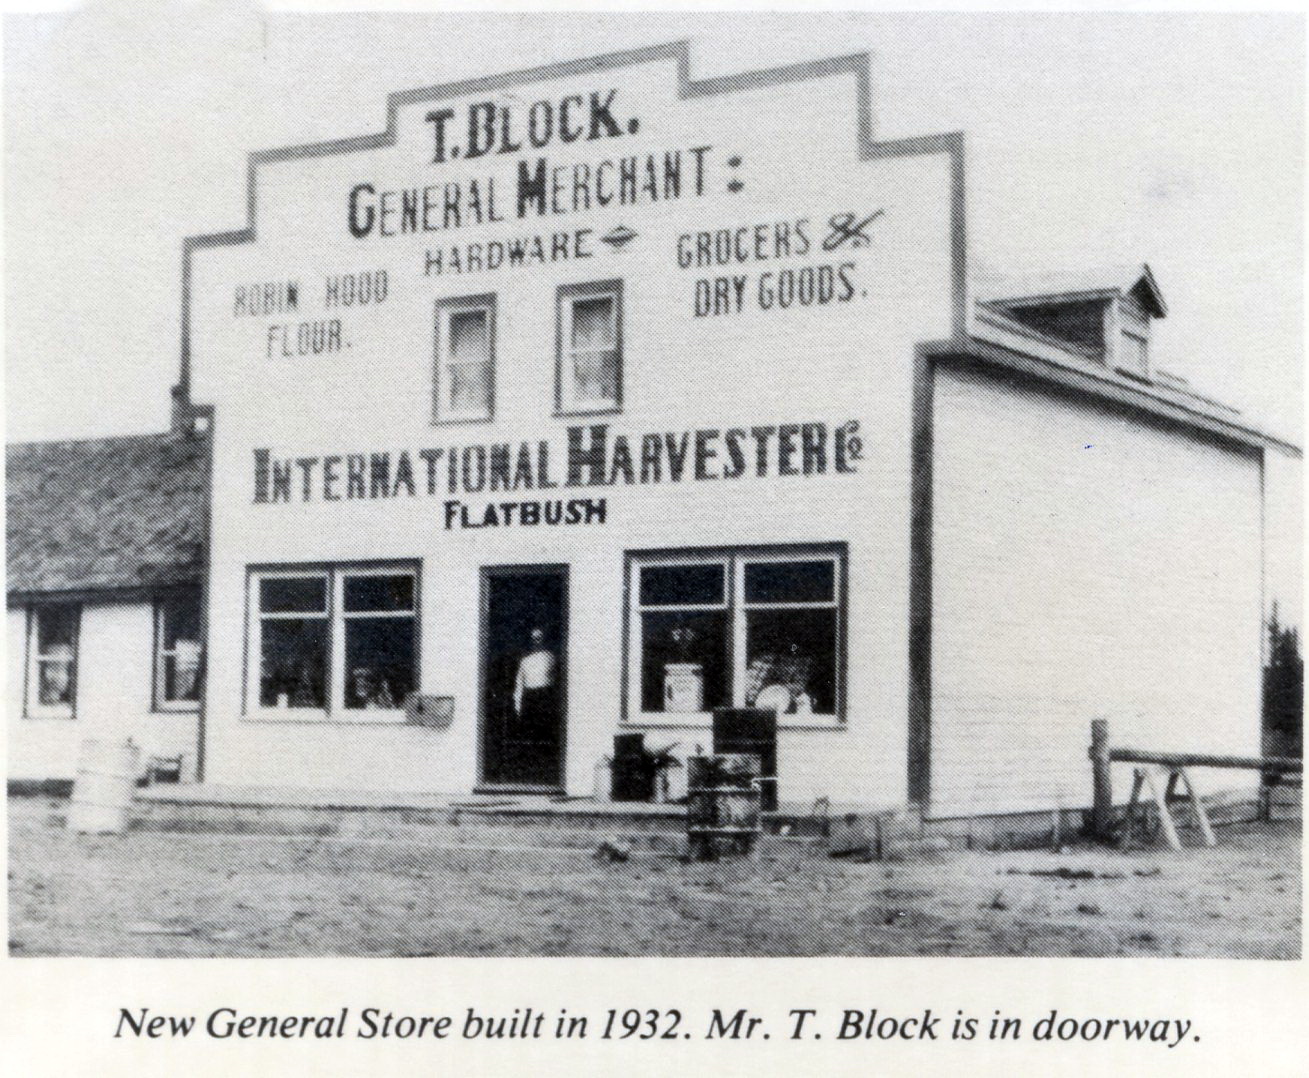 T. BLOCK.
GENERAL MERCHANT:
HARDWARE
GROCERS &
DRY GOODS.
ROBIN HOOD
FLOUR.
INTERNATIONAL HARVESTER Co
FLATBUSH
New General Store built in 1932. Mr. T. Block is in doorway.